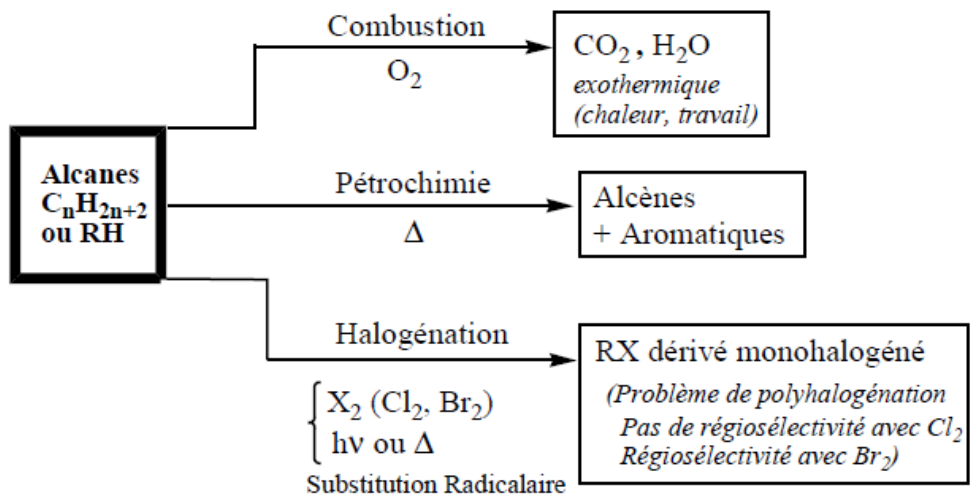 Alcanes
CₙH₂ₙ₊₂
ou RH
Combustion
O₂
CO₂ , H₂O
exothermique
(chaleur, travail)
Pétrochimie
Δ
Alcènes
+ Aromatiques
Halogénation
X₂ (Cl₂, Br₂)
hν ou Δ
Substitution Radicalaire
RX dérivé monohalogéné
(Problème de polyhalogénation
Pas de régiosélectivité avec Cl₂
Régiosélectivité avec Br₂)